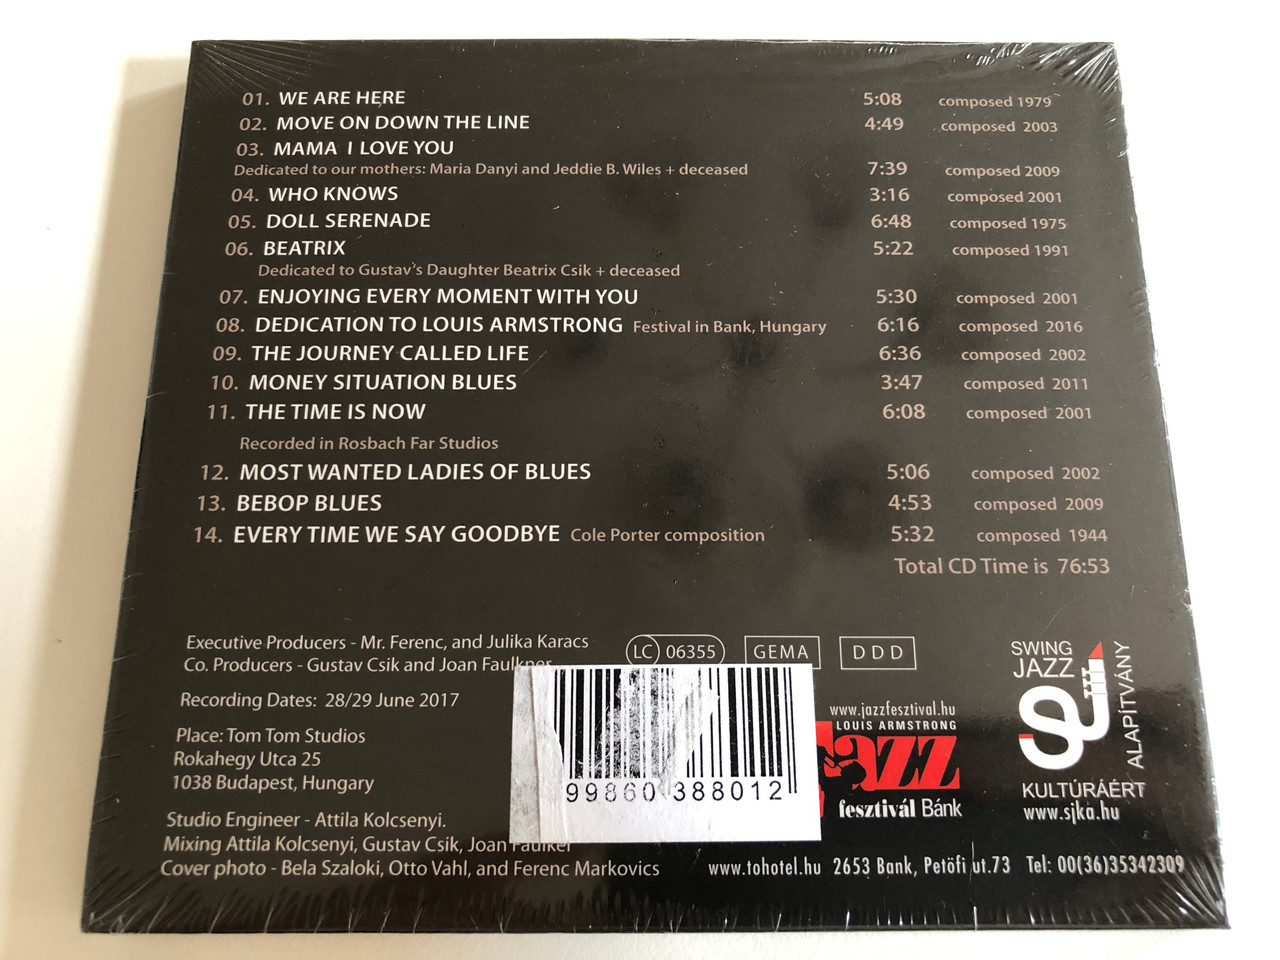 01. WE ARE HERE 5:08 composed 1979
02. MOVE ON DOWN THE LINE 4:49 composed 2003
03. MAMA I LOVE YOU
Dedicated to our mothers: Maria Danyi and Jeddie B. Wiles + deceased 7:39 composed 2009
04. WHO KNOWS 3:16 composed 2001
05. DOLL SERENADE 6:48 composed 1975
06. BEATRIX 5:22 composed 1991
Dedicated to Gustav's Daughter Beatrix Csik + deceased
07. ENJOYING EVERY MOMENT WITH YOU 5:30 composed 2001
08. DEDICATION TO LOUIS ARMSTRONG Festival in Bank, Hungary 6:16 composed 2016
09. THE JOURNEY CALLED LIFE 6:36 composed 2002
10. MONEY SITUATION BLUES 3:47 composed 2011
11. THE TIME IS NOW 6:08 composed 2001
Recorded in Rosbach Far Studios
12. MOST WANTED LADIES OF BLUES 5:06 composed 2002
13. BEBOP BLUES 4:53 composed 2009
14. EVERY TIME WE SAY GOODBYE Cole Porter composition 5:32 composed 1944
Total CD Time is 76:53
Executive Producers - Mr. Ferenc, and Julika Karacs
Co. Producers - Gustav Csik and Joan Faulkner
Recording Dates: 28/29 June 2017
Place: Tom Tom Studios
Rokahegy Utca 25
1038 Budapest, Hungary
Studio Engineer - Attila Kolcsenyi.
Mixing Attila Kolcsenyi, Gustav Csik, Joan Faulker
Cover photo - Bela Szaloki, Otto Vahl, and Ferenc Markovics
LC 06355 GEMA DDD
99860 388012
www.jazzfesztival.hu
LOUIS ARMSTRONG
Jazz
fesztivál Bánk
SWING
JAZZ
ALAPÍTVÁNY
KULTÚRÁÉRT
www.sjka.hu
www.tohotel.hu 2653 Bank, Petöfi ut.73 Tel: 00(36)35342309